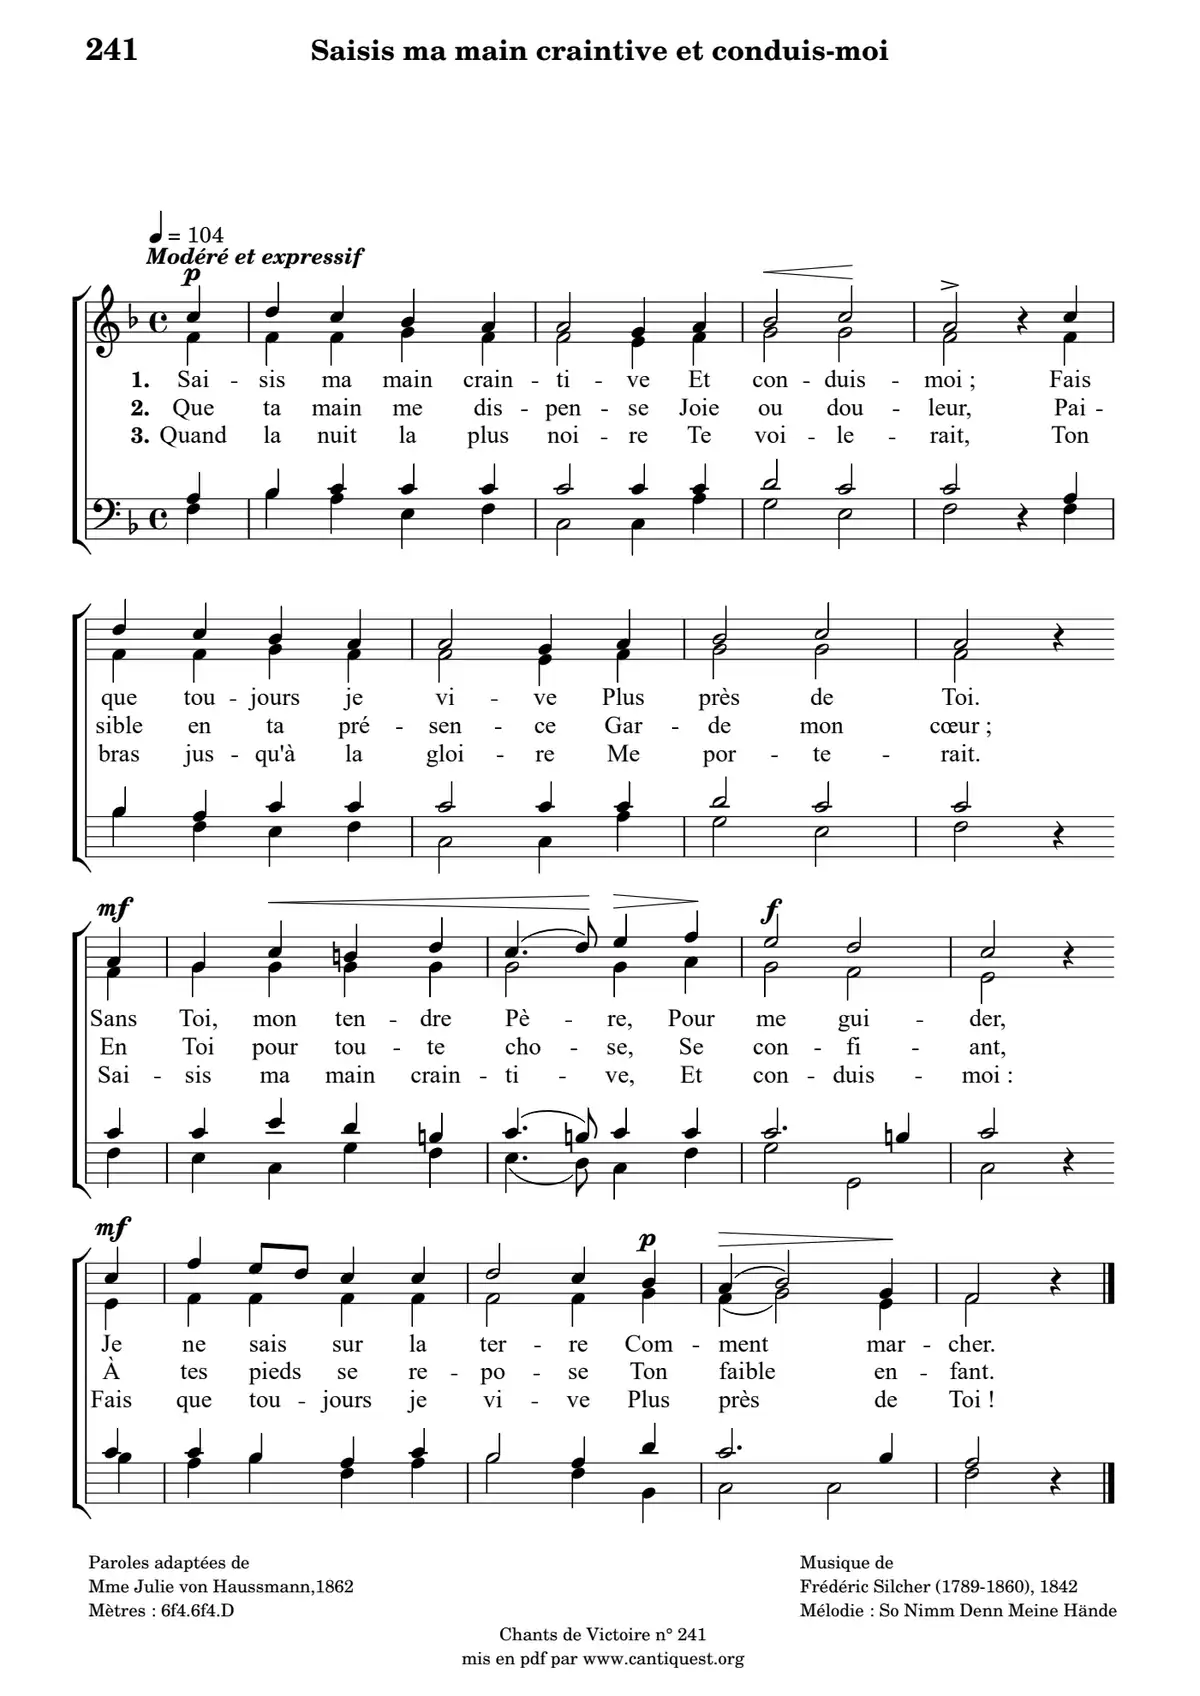 241 Saisis ma main craintive et conduis-moi
= 104
Modéré et expressif
p
1. Sai - sis ma main crain - ti - ve Et con - duis - moi ; Fais
2. Que ta main me dis - pen - se Joie ou dou - leur, Pai -
3. Quand la nuit la plus noi - re Te voi - le - rait, Ton
que tou - jours je vi - ve Plus près de Toi.
sible en ta pré - sen - ce Gar - de mon cœur ;
bras jus - qu'à la gloi - re Me por - te - rait.
mf f
Sans Toi, mon ten - dre Pè - re, Pour me gui - der,
En Toi pour tou - te cho - se, Se con - fi - ant,
Sai - sis ma main crain - ti - ve, Et con - duis - moi :
mf p
Je ne sais sur la ter - re Com - ment mar - cher.
À tes pieds se re - po - se Ton faible en - fant.
Fais que tou - jours je vi - ve Plus près de Toi !
Paroles adaptées de
Mme Julie von Haussmann,1862
Mètres : 6f4.6f4.D
Musique de
Frédéric Silcher (1789-1860), 1842
Mélodie : So Nimm Denn Meine Hände
Chants de Victoire n° 241
mis en pdf par www.cantiquest.org